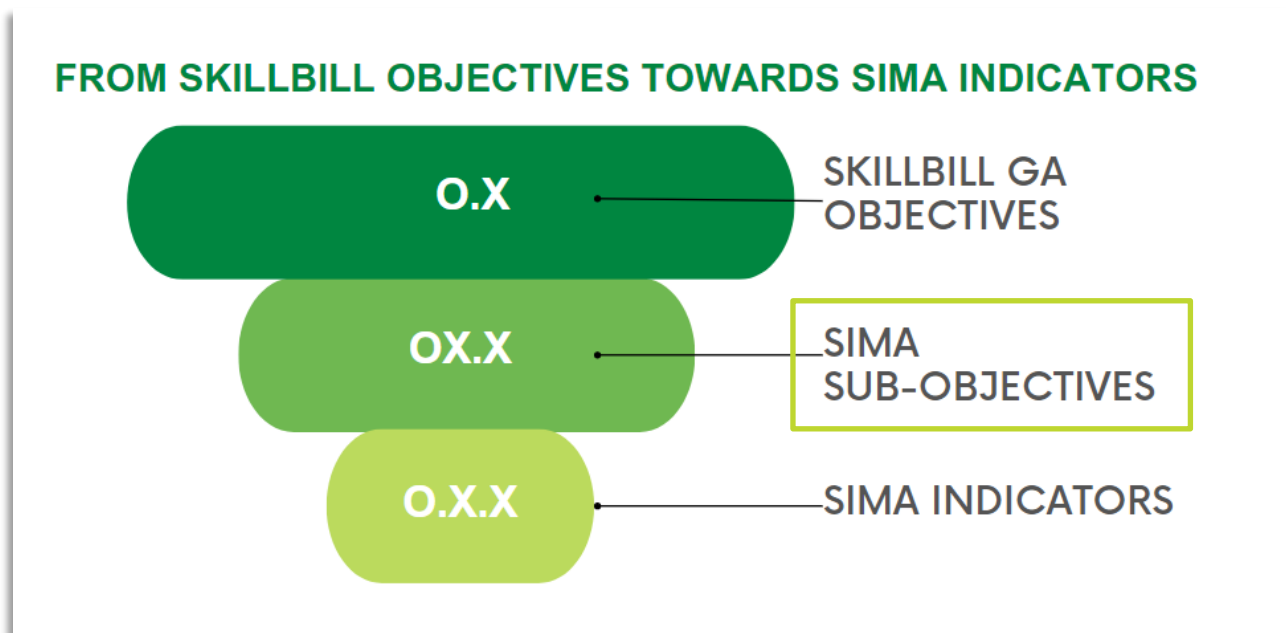 FROM SKILLBILL OBJECTIVES TOWARDS SIMA INDICATORS
O.X
SKILLBILL GA
OBJECTIVES
OX.X
SIMA
SUB-OBJECTIVES
O.X.X
SIMA INDICATORS